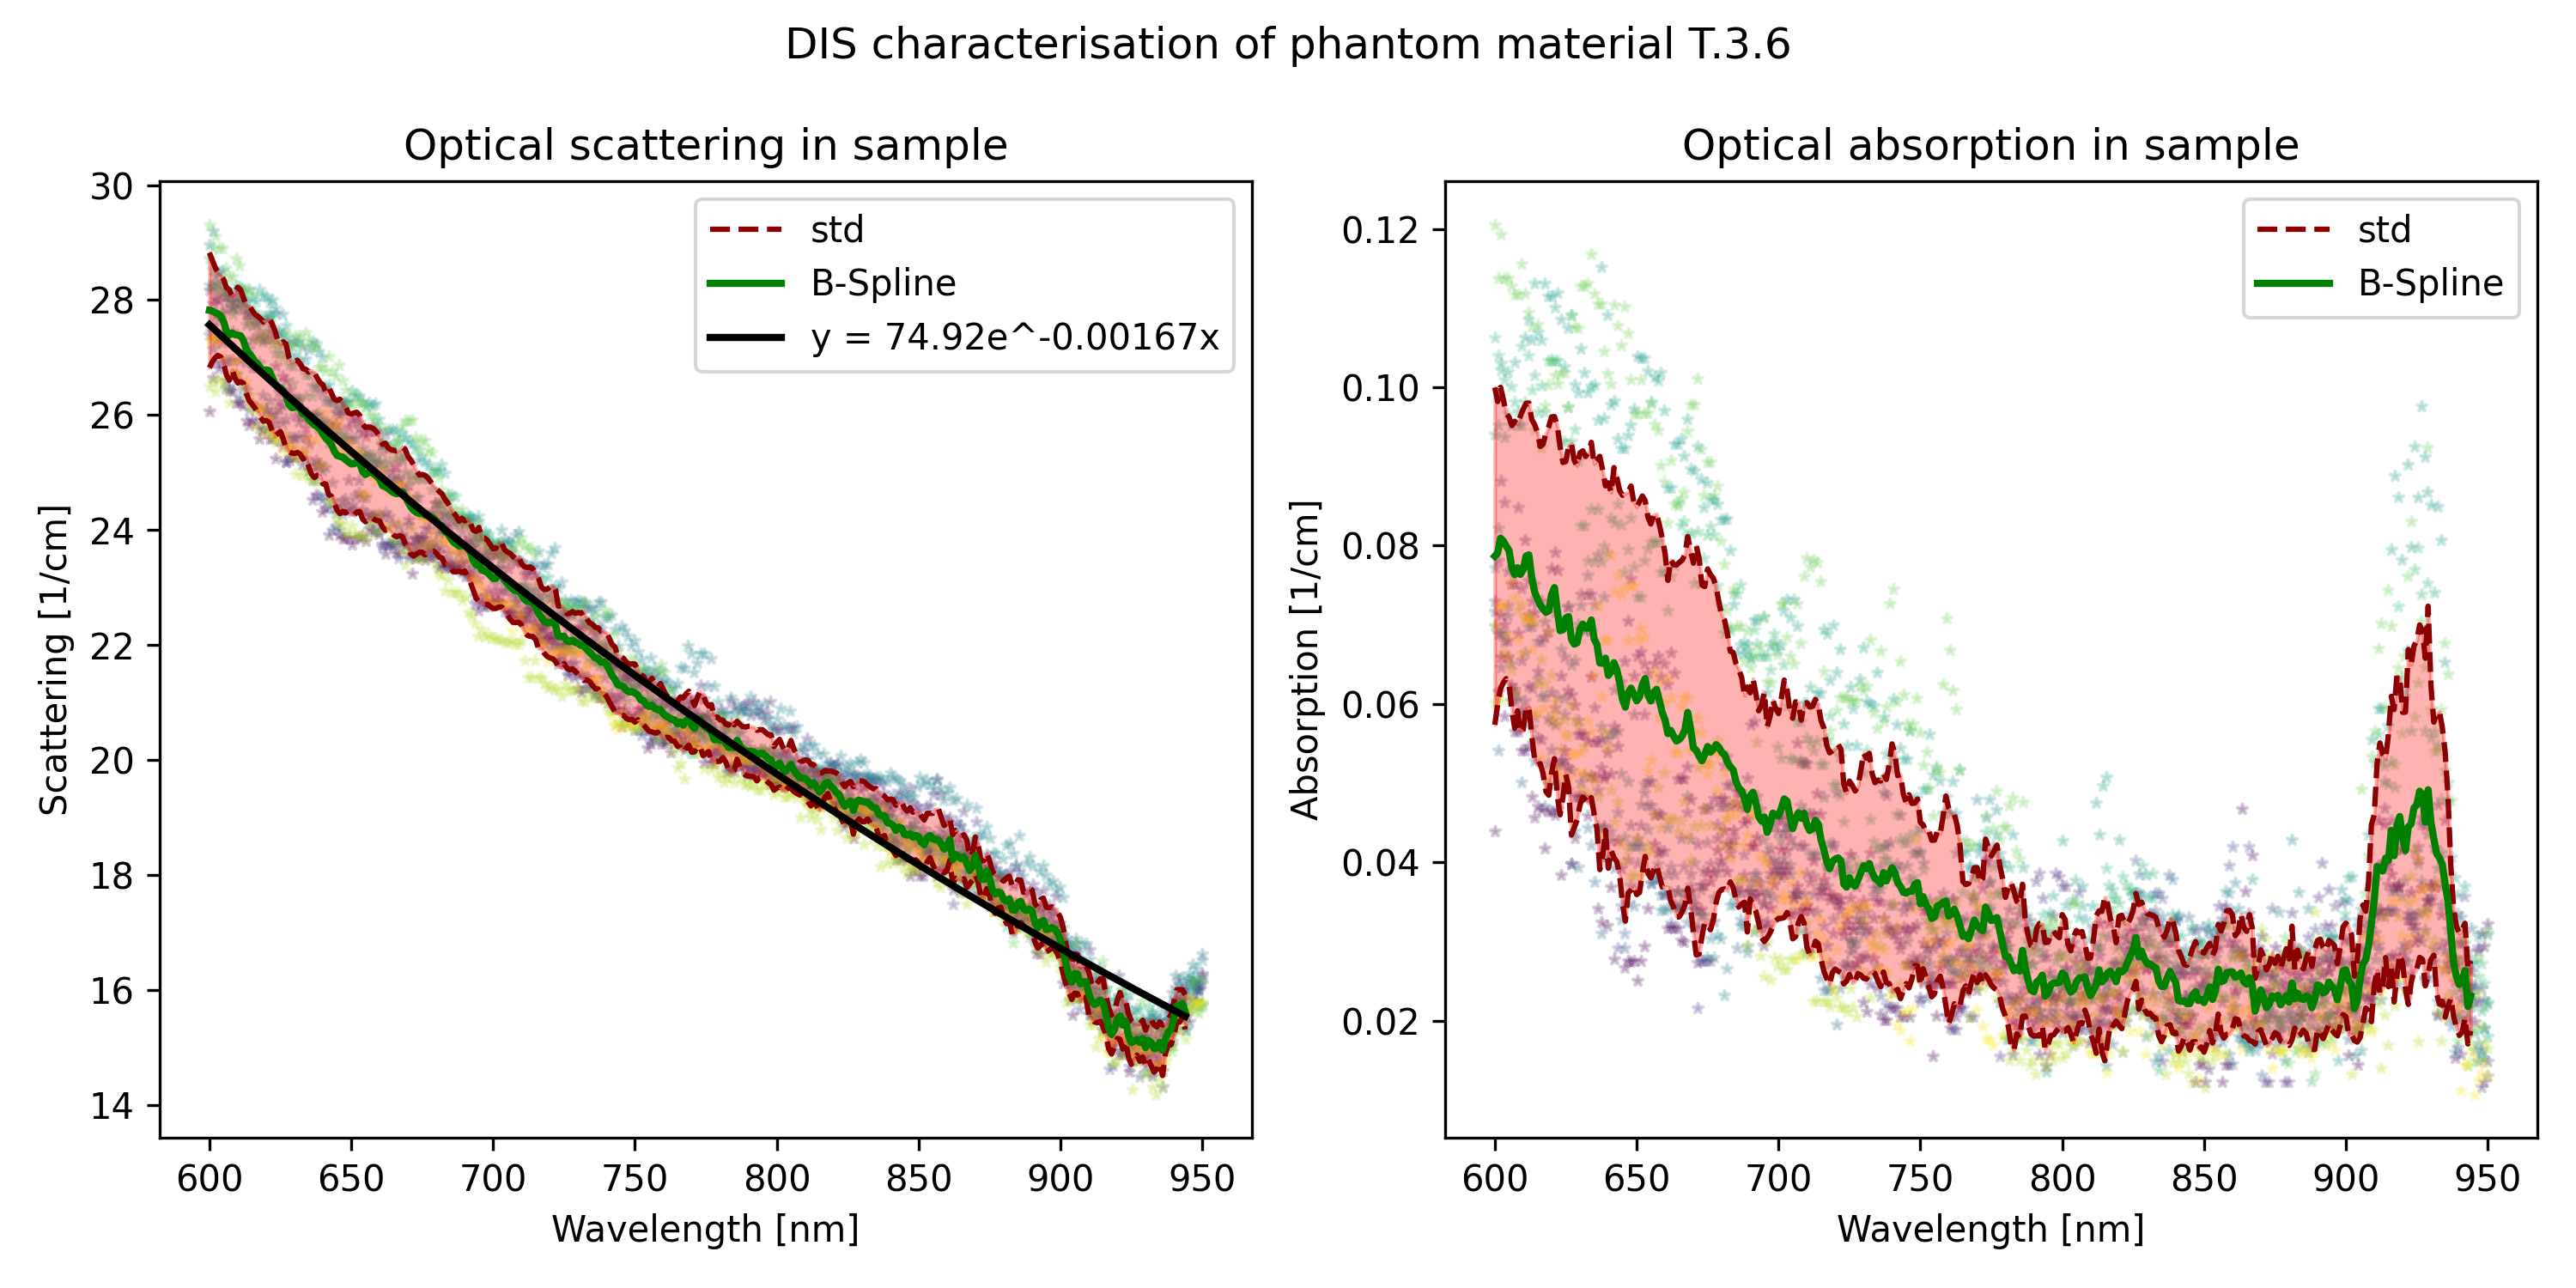 DIS characterisation of phantom material T.3.6
Optical scattering in sample
30
28
26
24
22
20
18
16
14
Scattering [1/cm]
std
B-Spline
y = 74.92e^-0.00167x
600 650 700 750 800 850 900 950
Wavelength [nm]
Optical absorption in sample
0.12
0.10
0.08
0.06
0.04
0.02
Absorption [1/cm]
std
B-Spline
600 650 700 750 800 850 900 950
Wavelength [nm]